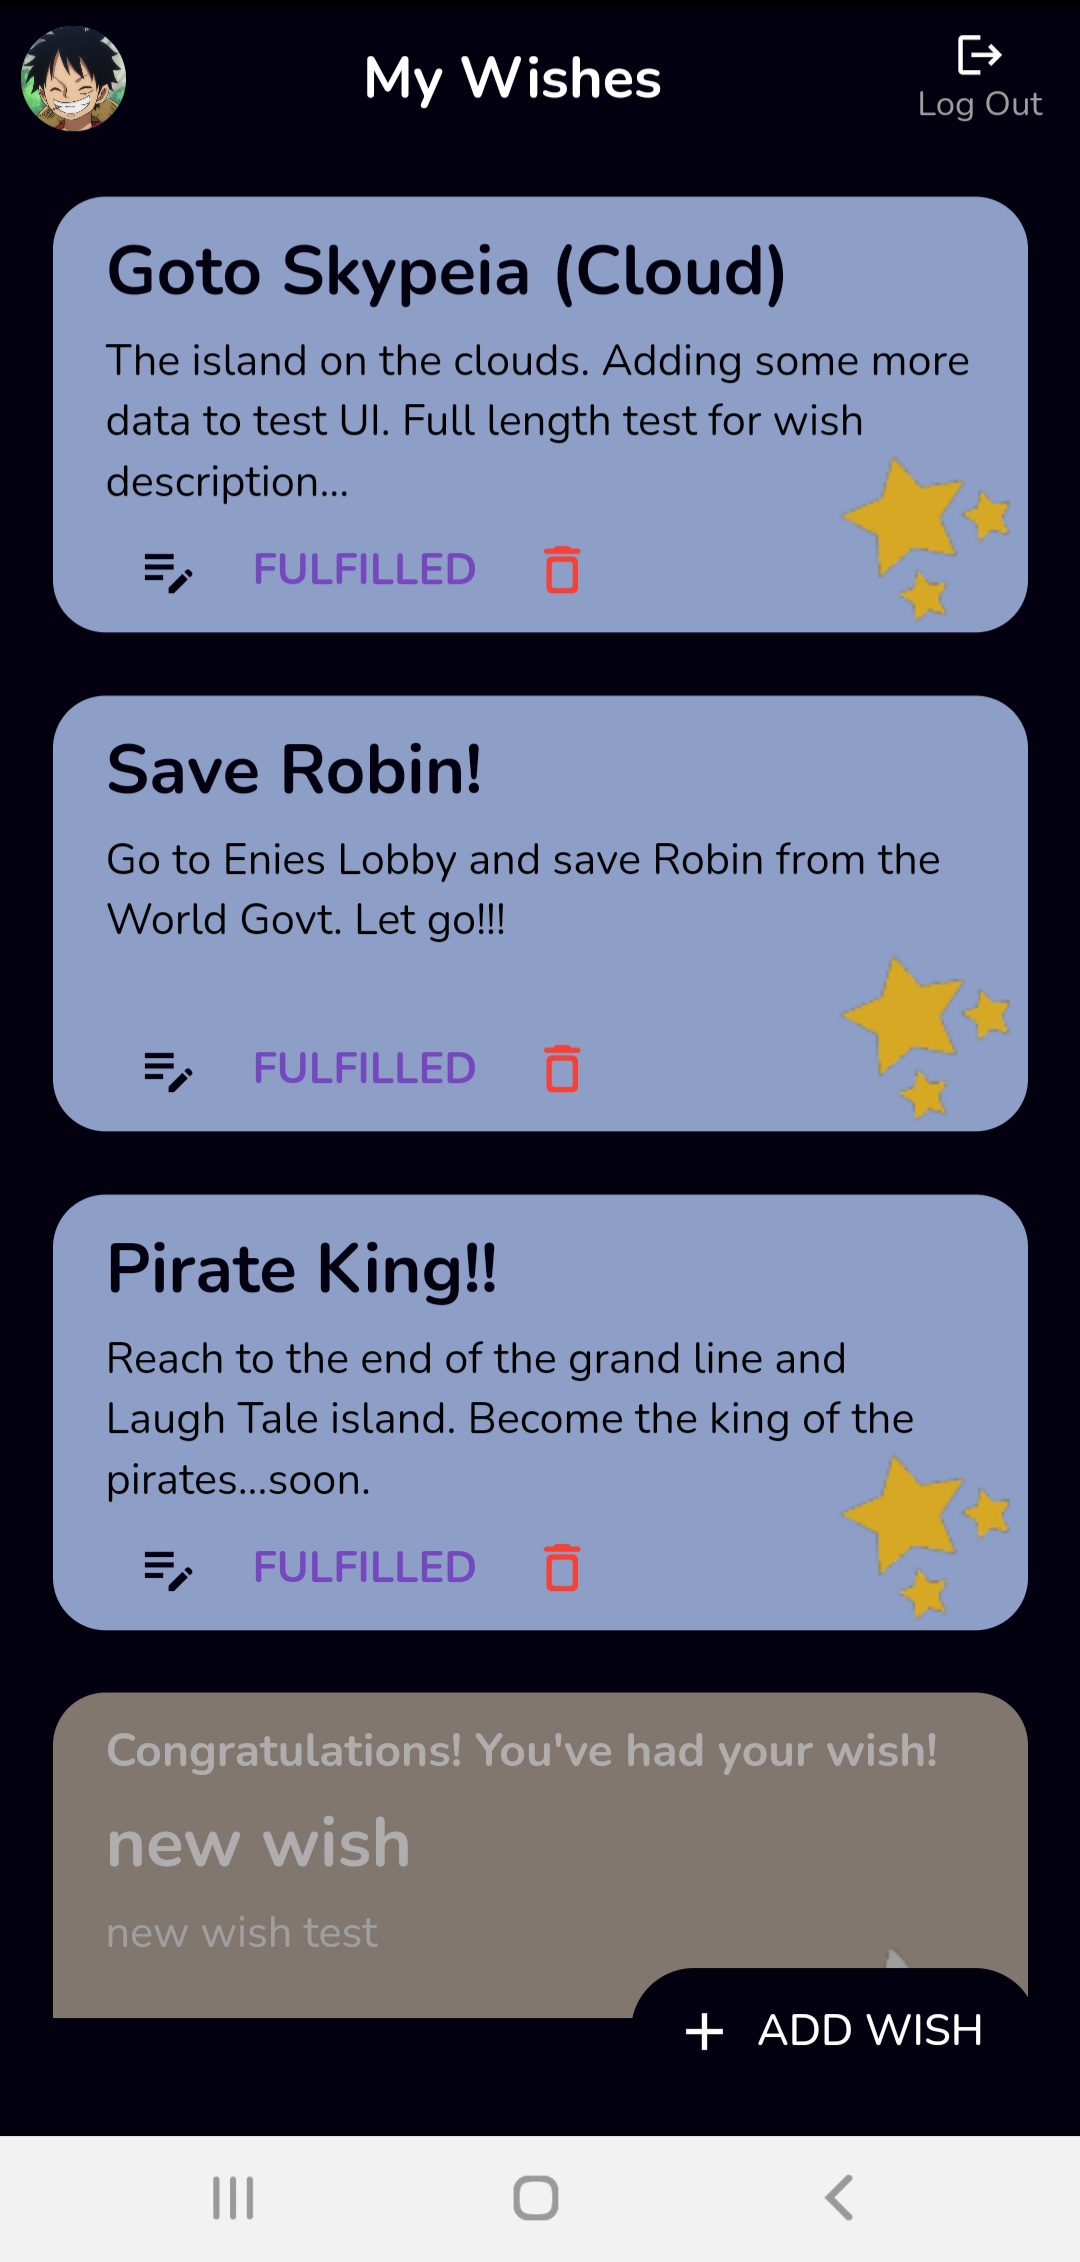 My Wishes
Log Out
Goto Skypeia (Cloud)
The island on the clouds. Adding some more
data to test UI. Full length test for wish
description...
FULFILLED
Save Robin!
Go to Enies Lobby and save Robin from the
World Govt. Let go!!!
FULFILLED
Pirate King!!
Reach to the end of the grand line and
Laugh Tale island. Become the king of the
pirates...soon.
FULFILLED
Congratulations! You've had your wish!
new wish
new wish test
ADD WISH